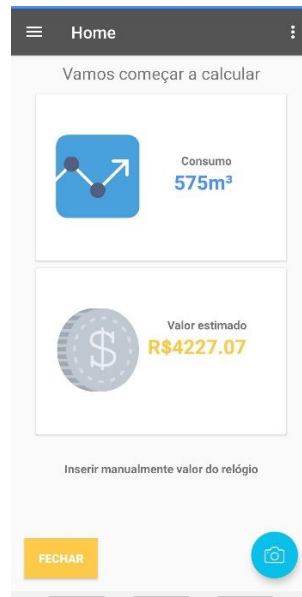 Home
Vamos começar a calcular
Consumo
575m³
$
Valor estimado
R$4227.07
Inserir manualmente valor do relógio
FECHAR